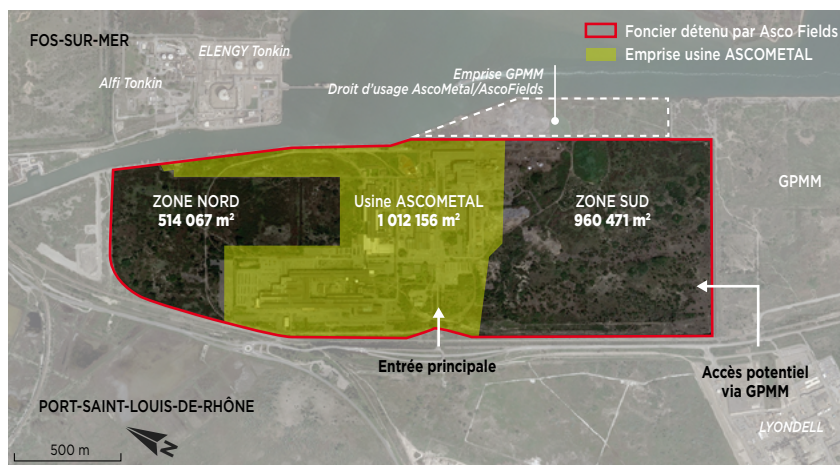 FOS-SUR-MER
ELENGY Tonkin
Alfi Tonkin
Foncier détenu par Asco Fields
Emprise usine ASCOMETAL
Emprise GPMM
Droit d'usage AscoMetal/AscoFields
GPMM
ZONE NORD
514 067 m²
Usine ASCOMETAL
1 012 156 m²
ZONE SUD
960 471 m²
Entrée principale
Accès potentiel
via GPMM
PORT-SAINT-LOUIS-DE-RHÔNE
N
500 m
LYONDELL